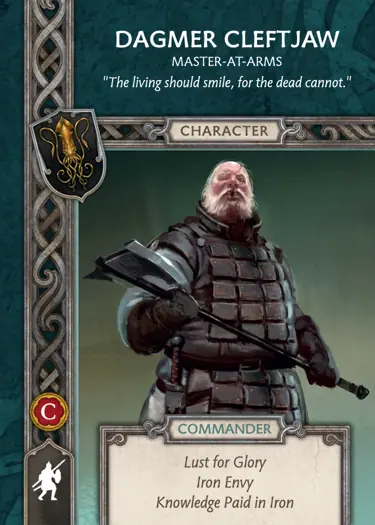 DAGMER CLEFTJAW
MASTER-AT-ARMS
"The living should smile, for the dead cannot."
CHARACTER
C
COMMANDER
Lust for Glory
Iron Envy
Knowledge Paid in Iron